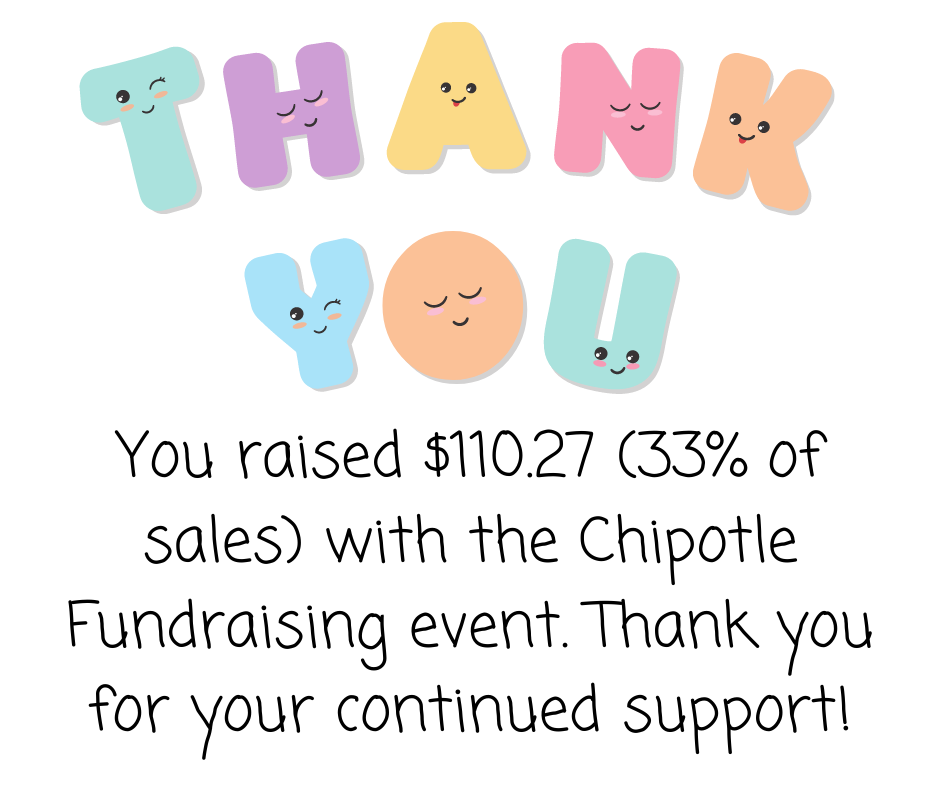 THANK
YOU
You raised $110.27 (33% of
sales) with the Chipotle
Fundraising event. Thank you
for your continued support!